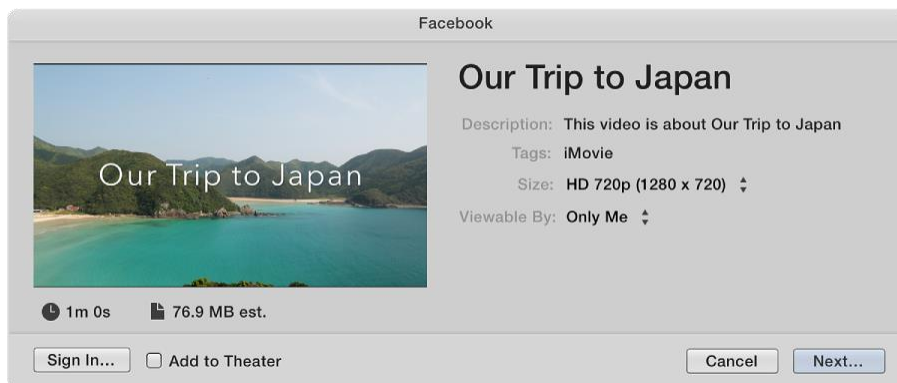 Facebook
Our Trip to Japan
Our Trip to Japan
Description: This video is about Our Trip to Japan
Tags: iMovie
Size: HD 720p (1280 x 720)
Viewable By: Only Me
1m 0s 76.9 MB est.
Sign In... Add to Theater Cancel Next...